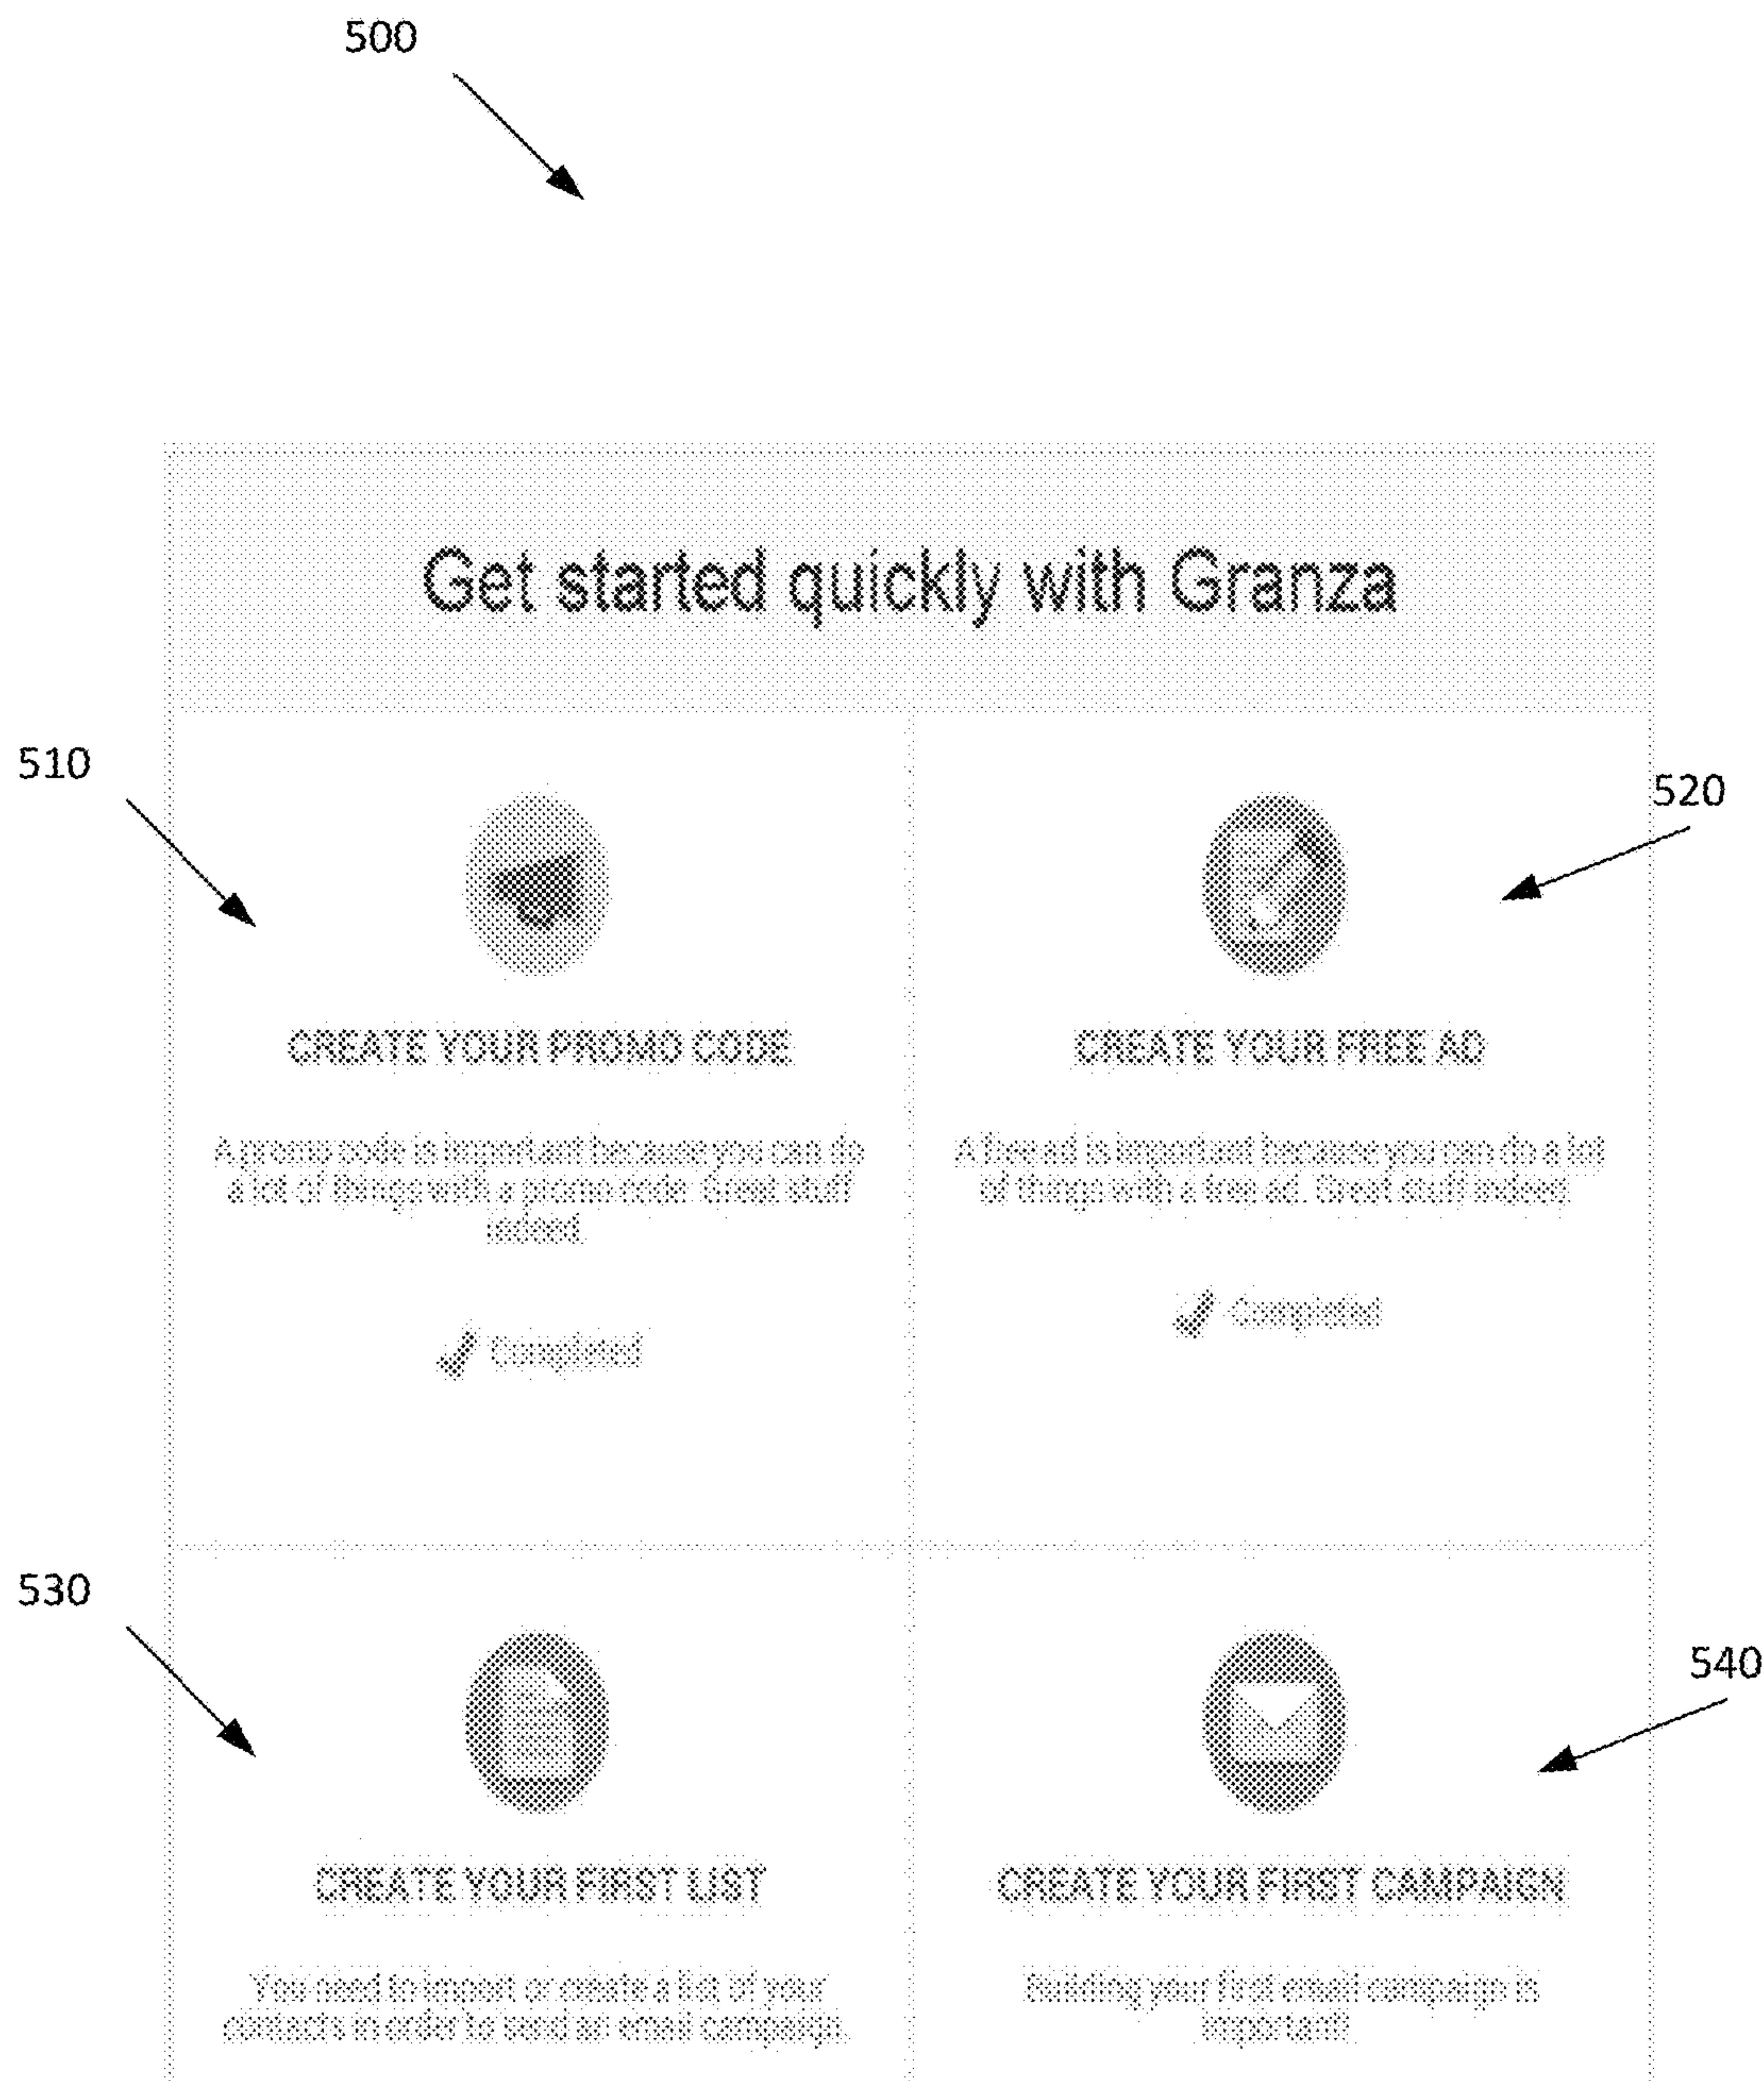 500
Get started quickly with Granza
510
520
CREATE YOUR PROMO CODE
A promo code is important because you can do
a lot of things with a promo code. Great stuff
indeed.
Completed
CREATE YOUR FREE AD
A free ad is important because you can do a lot
of things with a free ad. Great stuff indeed.
Completed
530
540
CREATE YOUR FIRST LIST
You need to import or create a list of your
contacts in order to send an email campaign.
CREATE YOUR FIRST CAMPAIGN
Building your first email campaign is
important!